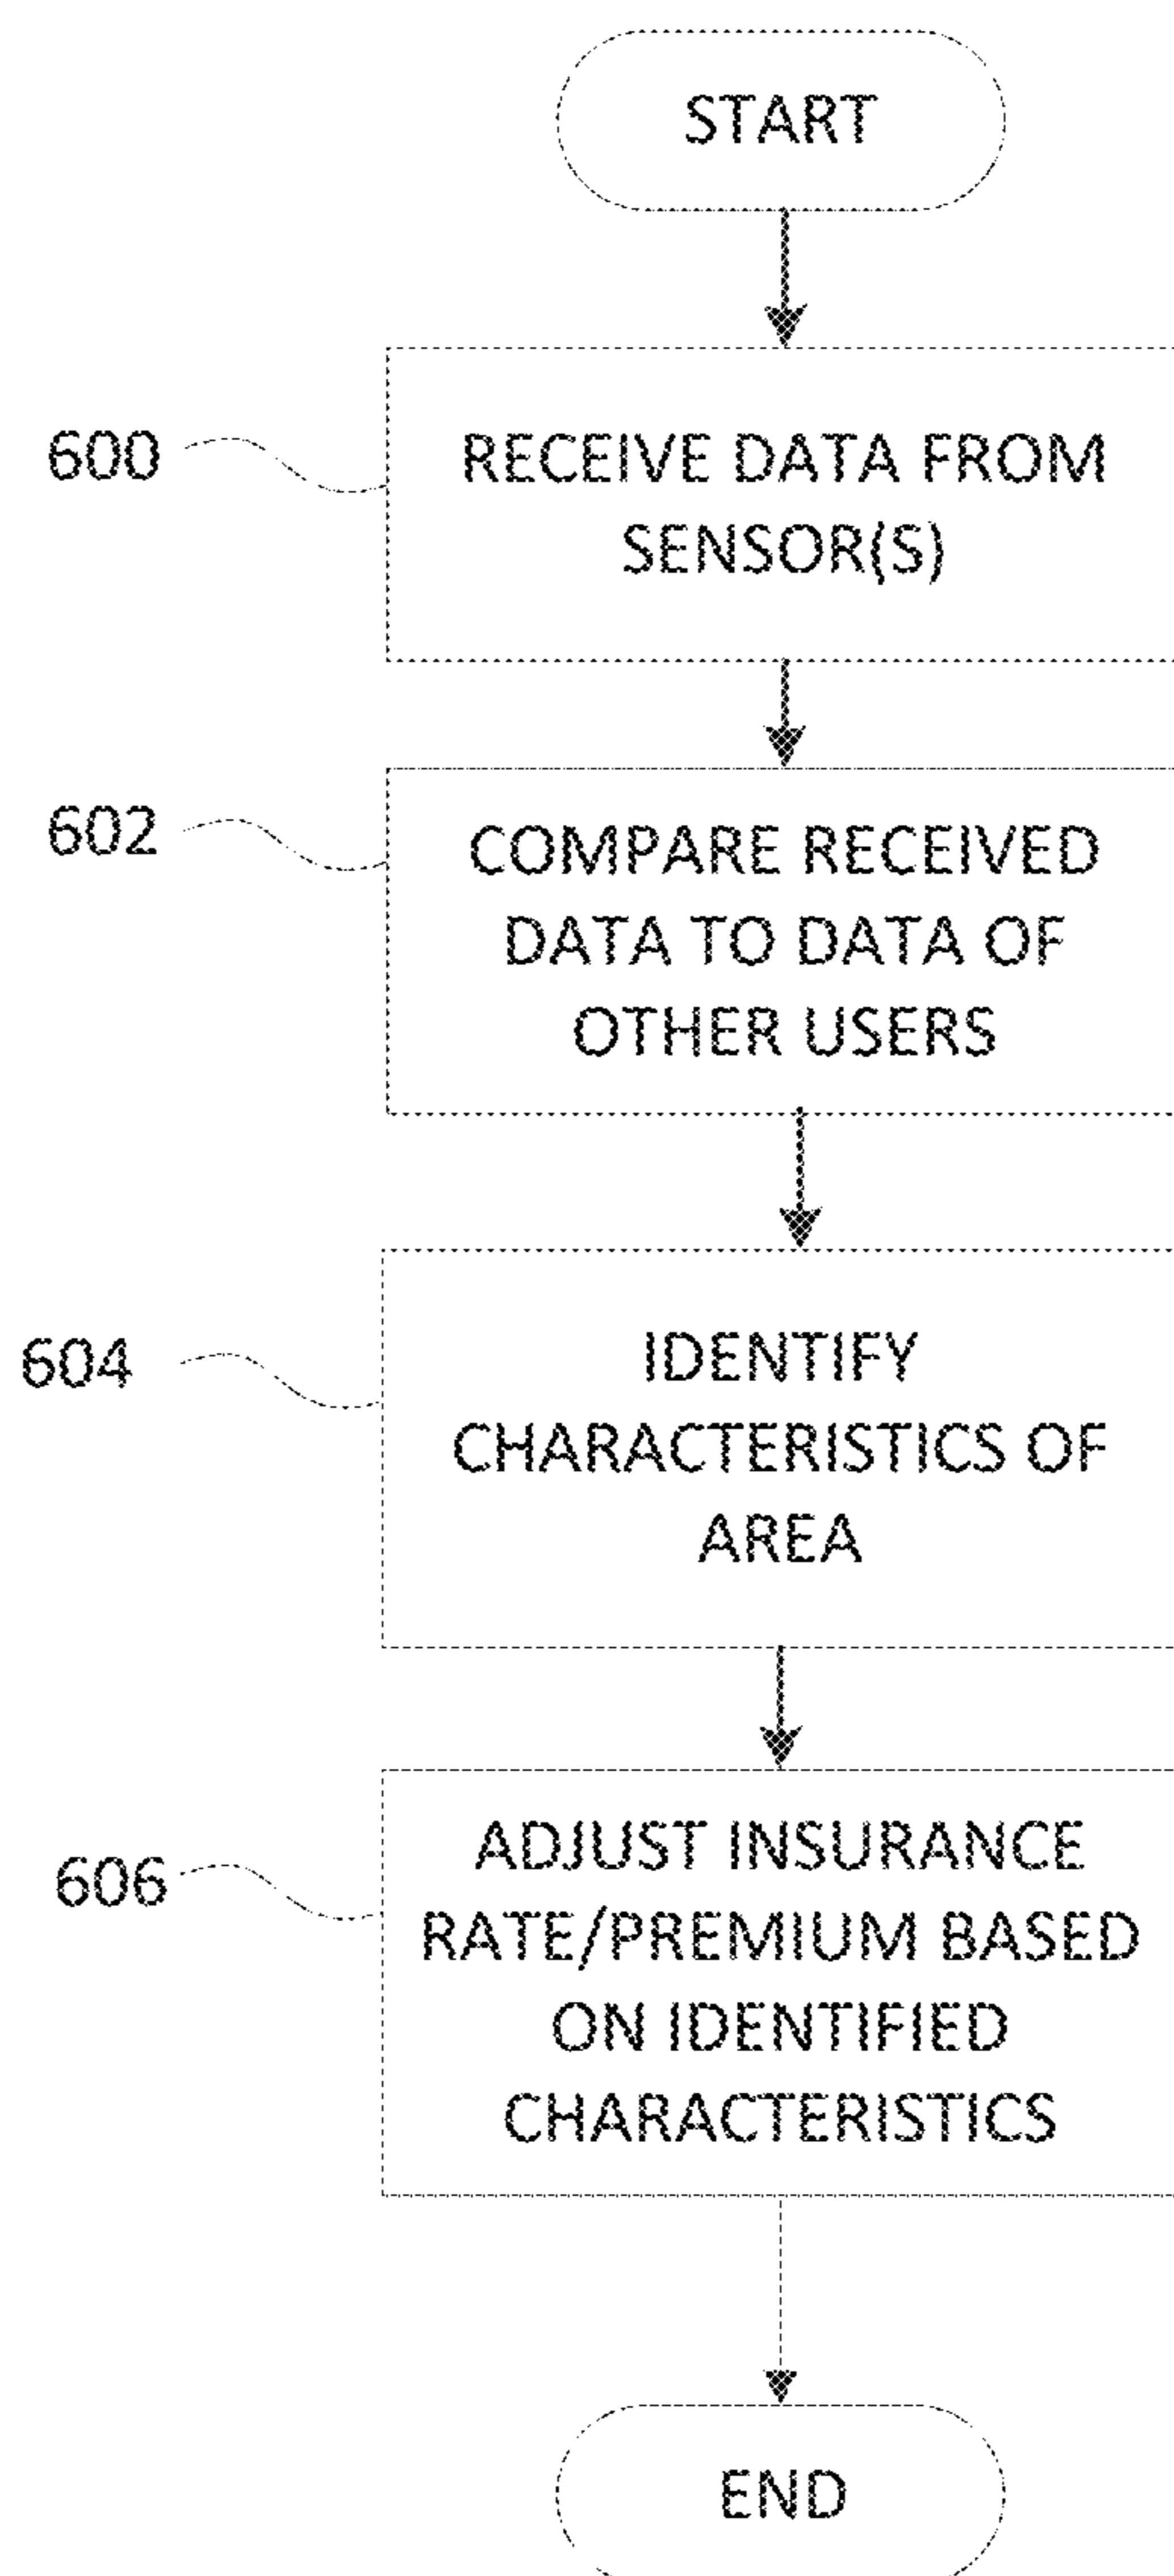 START
600
RECEIVE DATA FROM
SENSOR(S)
602
COMPARE RECEIVED
DATA TO DATA OF
OTHER USERS
604
IDENTIFY
CHARACTERISTICS OF
AREA
606
ADJUST INSURANCE
RATE/PREMIUM BASED
ON IDENTIFIED
CHARACTERISTICS
END